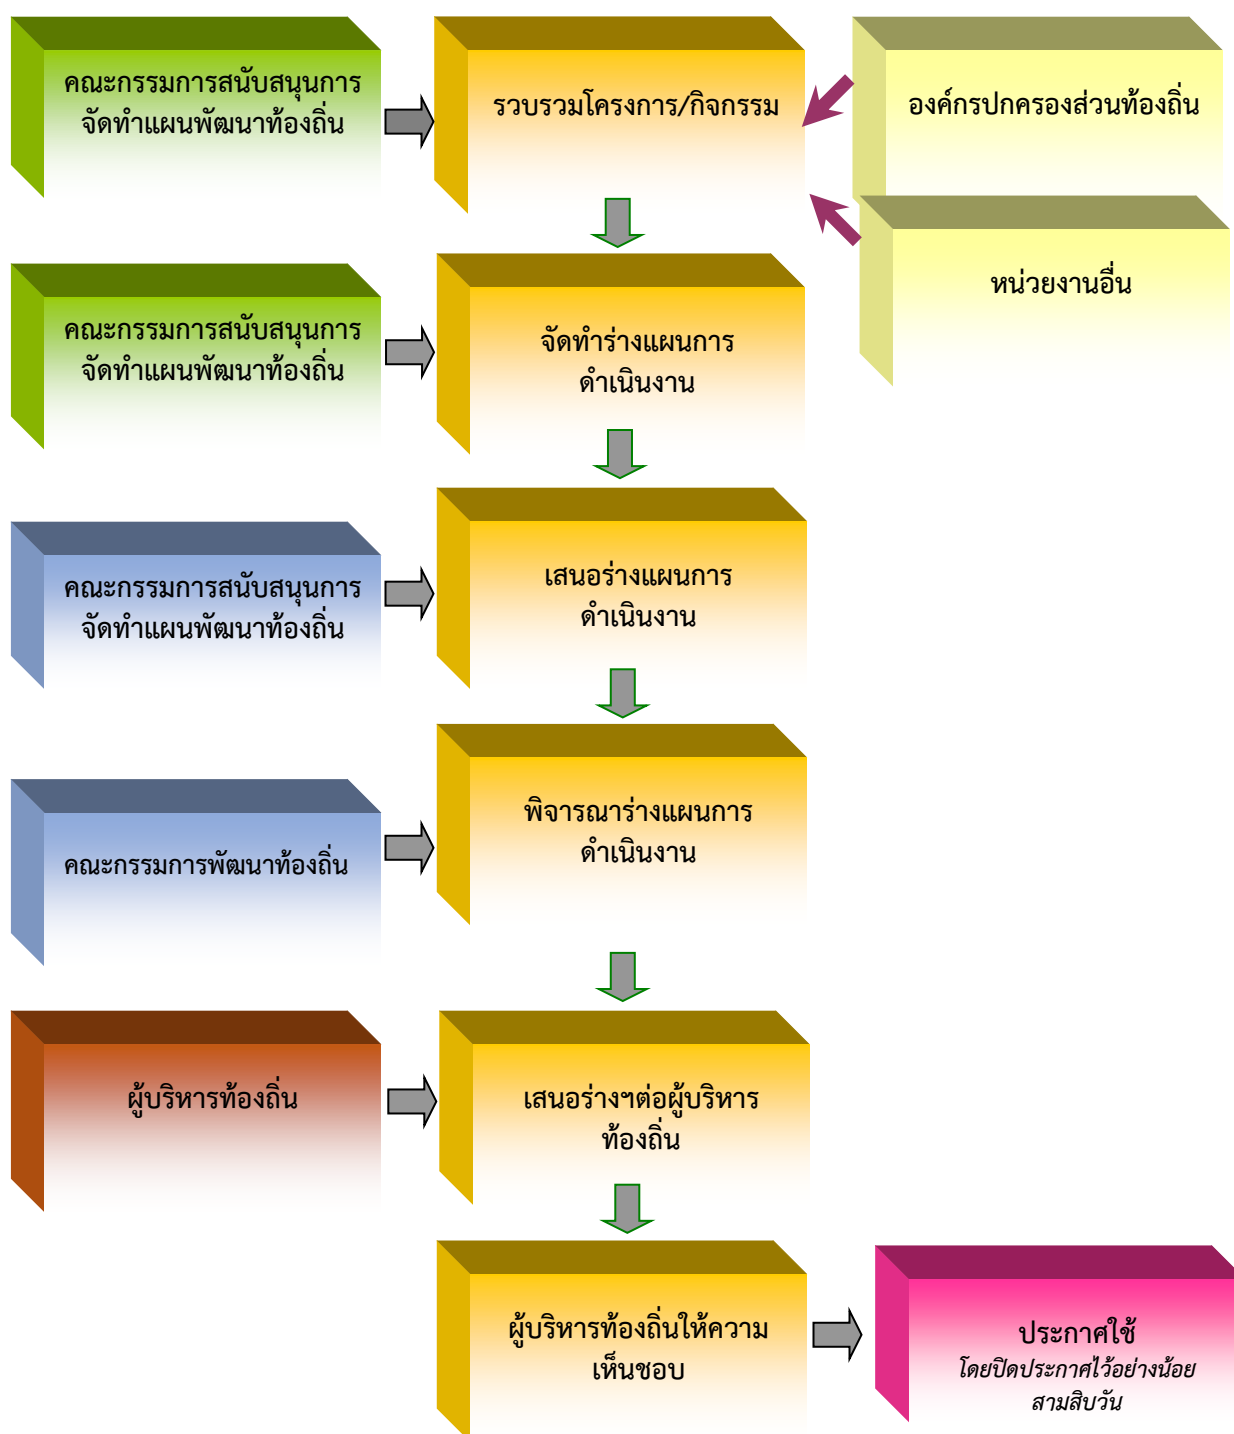 คณะกรรมการสนับสนุนการ
จัดทำแผนพัฒนาท้องถิ่น
รวบรวมโครงการ/กิจกรรม
องค์กรปกครองส่วนท้องถิ่น
หน่วยงานอื่น
คณะกรรมการสนับสนุนการ
จัดทำแผนพัฒนาท้องถิ่น
จัดทำร่างแผนการ
ดำเนินงาน
คณะกรรมการสนับสนุนการ
จัดทำแผนพัฒนาท้องถิ่น
เสนอร่างแผนการ
ดำเนินงาน
คณะกรรมการพัฒนาท้องถิ่น
พิจารณาร่างแผนการ
ดำเนินงาน
ผู้บริหารท้องถิ่น
เสนอร่างฯต่อผู้บริหาร
ท้องถิ่น
ผู้บริหารท้องถิ่นให้ความ
เห็นชอบ
ประกาศใช้
โดยปิดประกาศไว้อย่างน้อย
สามสิบวัน